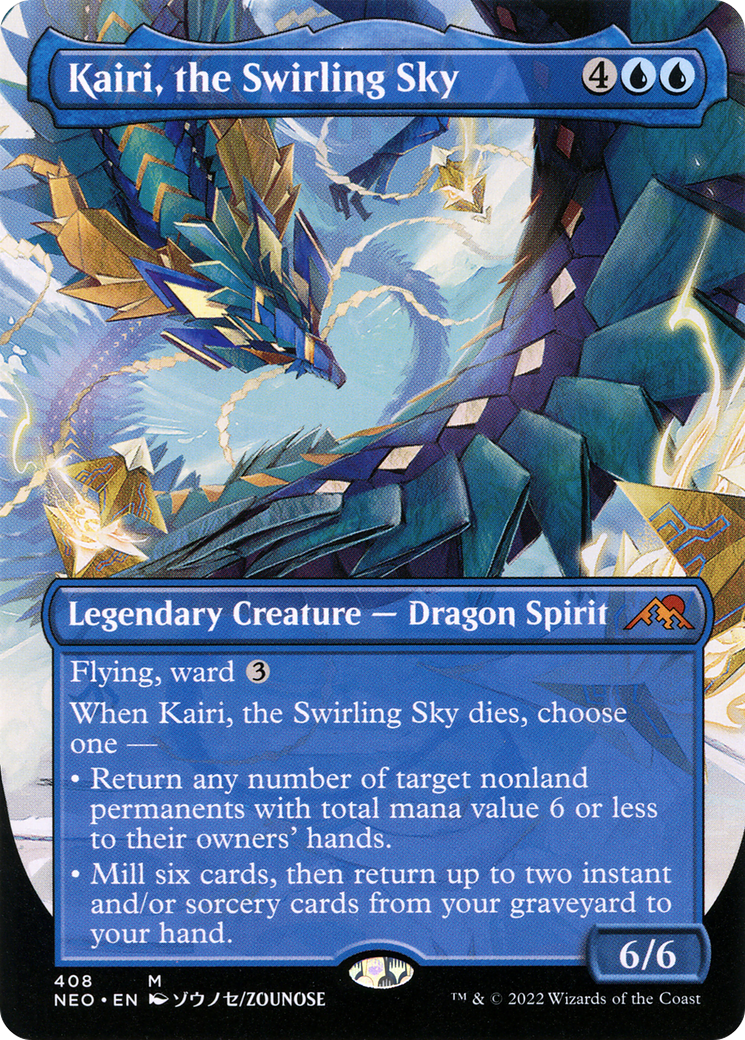 Kairi, the Swirling Sky 4
Legendary Creature — Dragon Spirit
Flying, ward 3
When Kairi, the Swirling Sky dies, choose
one —
• Return any number of target nonland
permanents with total mana value 6 or less
to their owners' hands.
• Mill six cards, then return up to two instant
and/or sorcery cards from your graveyard to
your hand.
6/6
408 M
NEO • EN ゾウノセ/ZOUNOSE
™ & © 2022 Wizards of the Coast